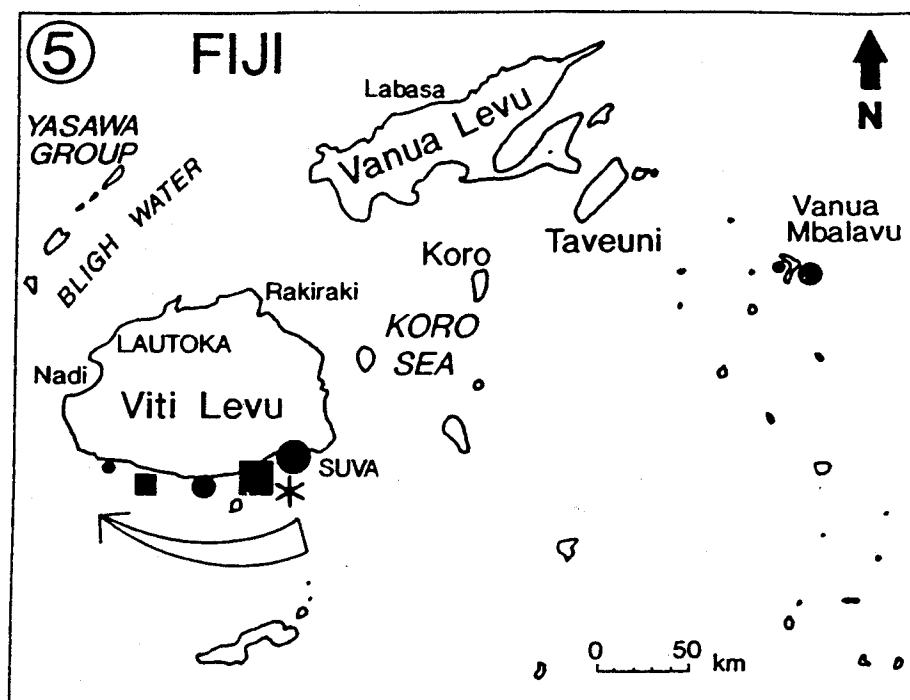 5 FIJI
N
Labasa
Vanua Levu
YASAWA
GROUP
BLIGH WATER
Taveuni
Vanua
Mbalavu
Koro
Rakiraki
KORO
SEA
LAUTOKA
Nadi
Viti Levu
SUVA
0 50
km